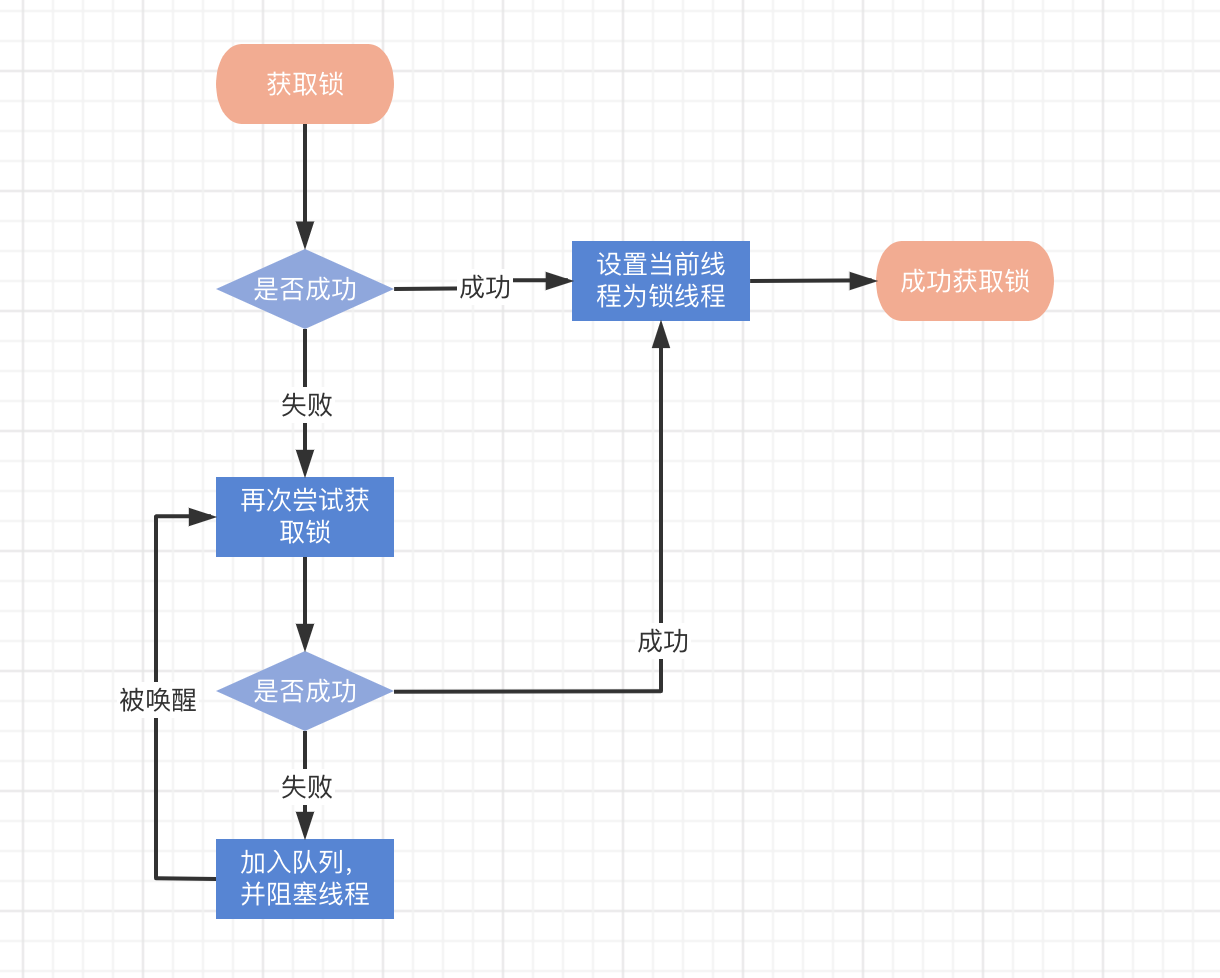 获取锁
是否成功
成功
设置当前线
程为锁线程
成功获取锁
失败
再次尝试获
取锁
是否成功
成功
被唤醒
失败
加入队列，
并阻塞线程